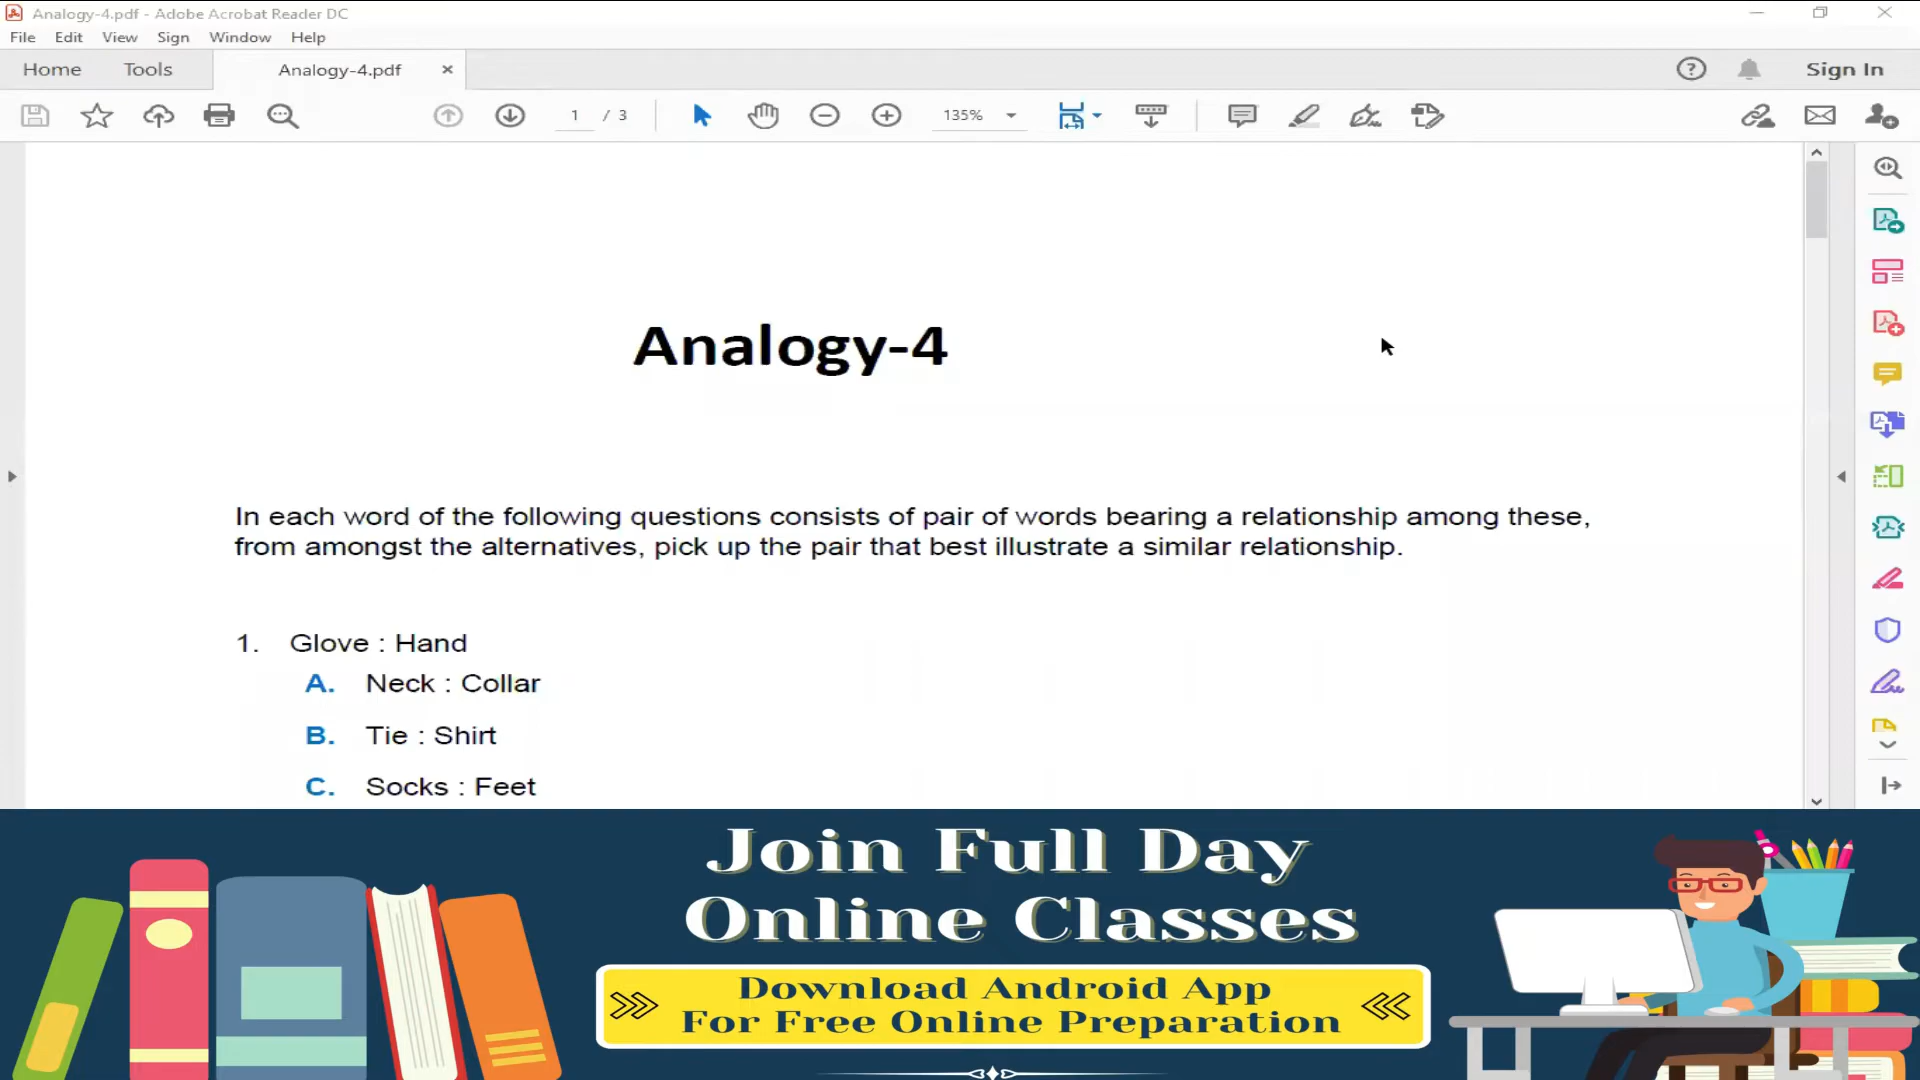 Analogy-4.pdf - Adobe Acrobat Reader DC
File Edit View Sign Window Help
Home Tools Analogy-4.pdf × Sign In
1 / 3 135%
Analogy-4
In each word of the following questions consists of pair of words bearing a relationship among these,
from amongst the alternatives, pick up the pair that best illustrate a similar relationship.
1. Glove : Hand
A. Neck : Collar
B. Tie : Shirt
C. Socks : Feet
Join Full Day
Online Classes
Download Android App
For Free Online Preparation